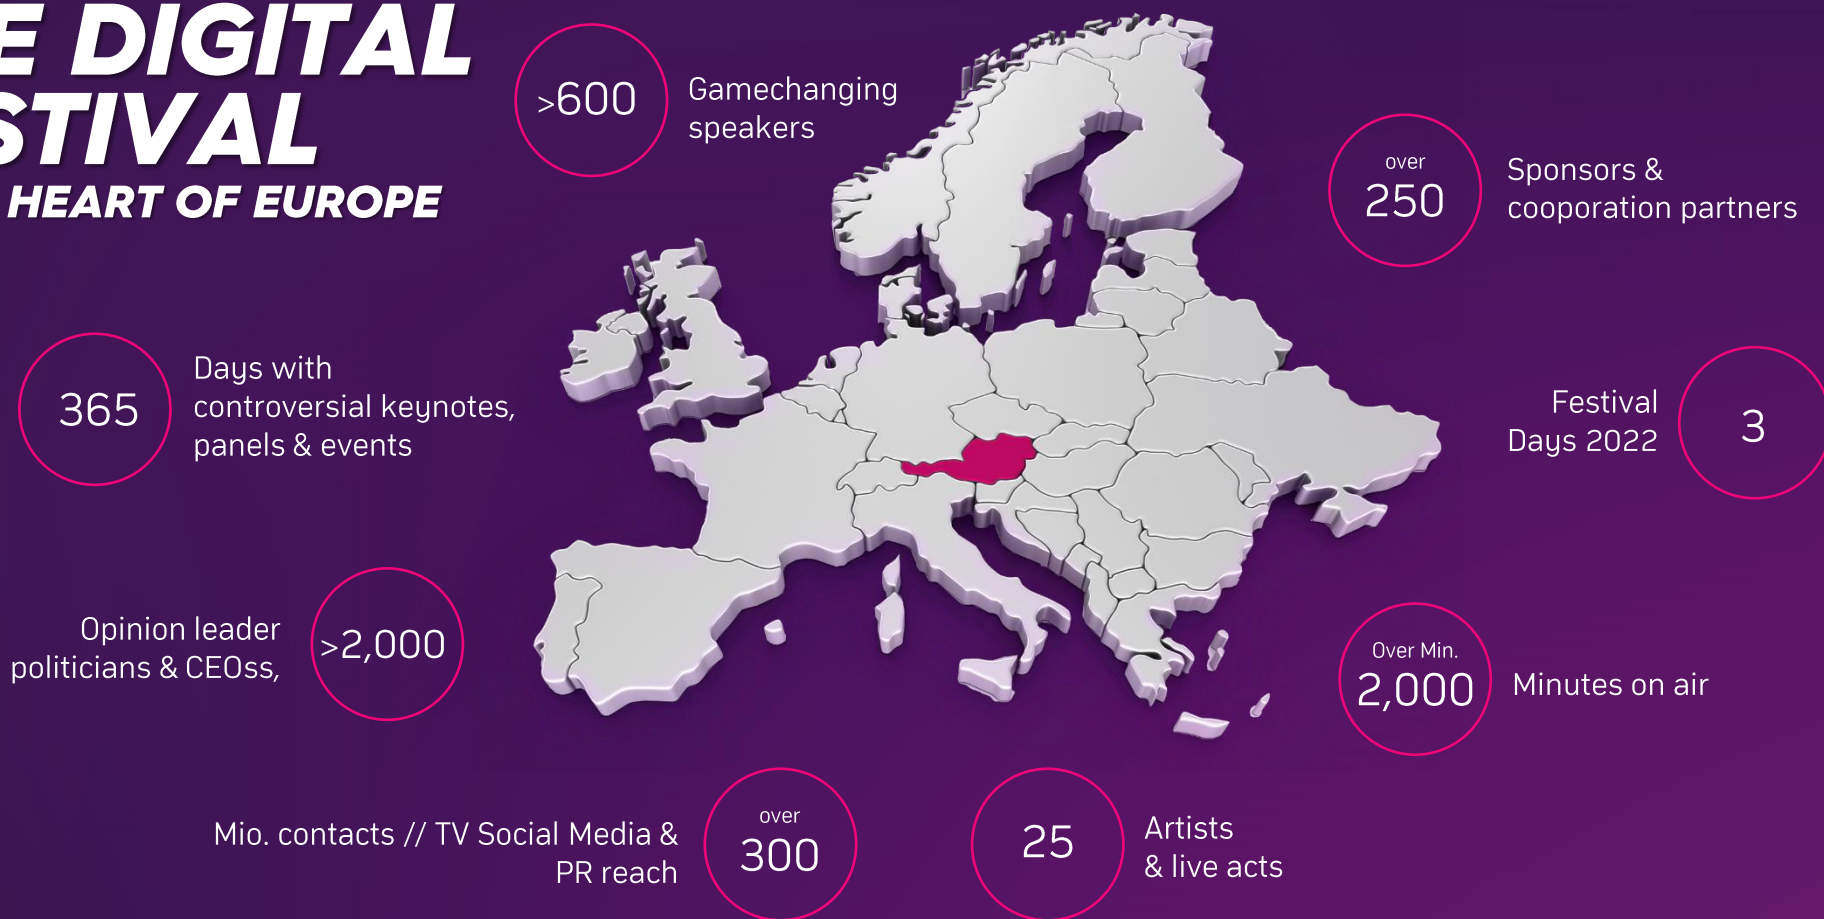 E DIGITAL
STIVAL
HEART OF EUROPE
>600
Gamechanging
speakers
over
250
Sponsors &
cooporation partners
365
Days with
controversial keynotes,
panels & events
Festival
Days 2022
3
Opinion leader
politicians & CEOss,
>2,000
Over Min.
2,000
Minutes on air
Mio. contacts // TV Social Media &
PR reach
over
300
25
Artists
& live acts